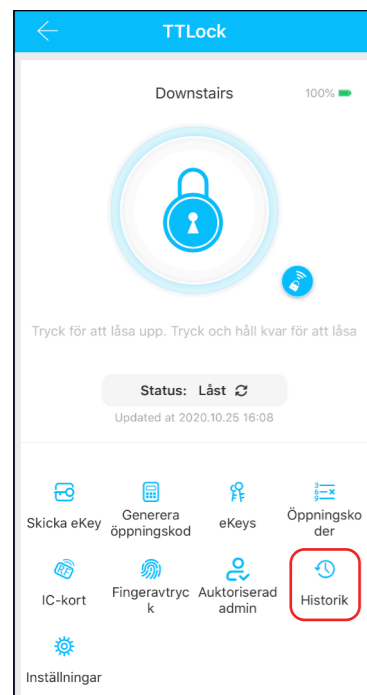 TTLock
Downstairs
100%
Tryck för att låsa upp. Tryck och håll kvar för att låsa
Status: Låst
Updated at 2020.10.25 16:08
Skicka eKey
Generera
öppningskod
eKeys
Öppningsko
der
IC-kort
Fingeravtryc
k
Auktoriserad
admin
Historik
Inställningar